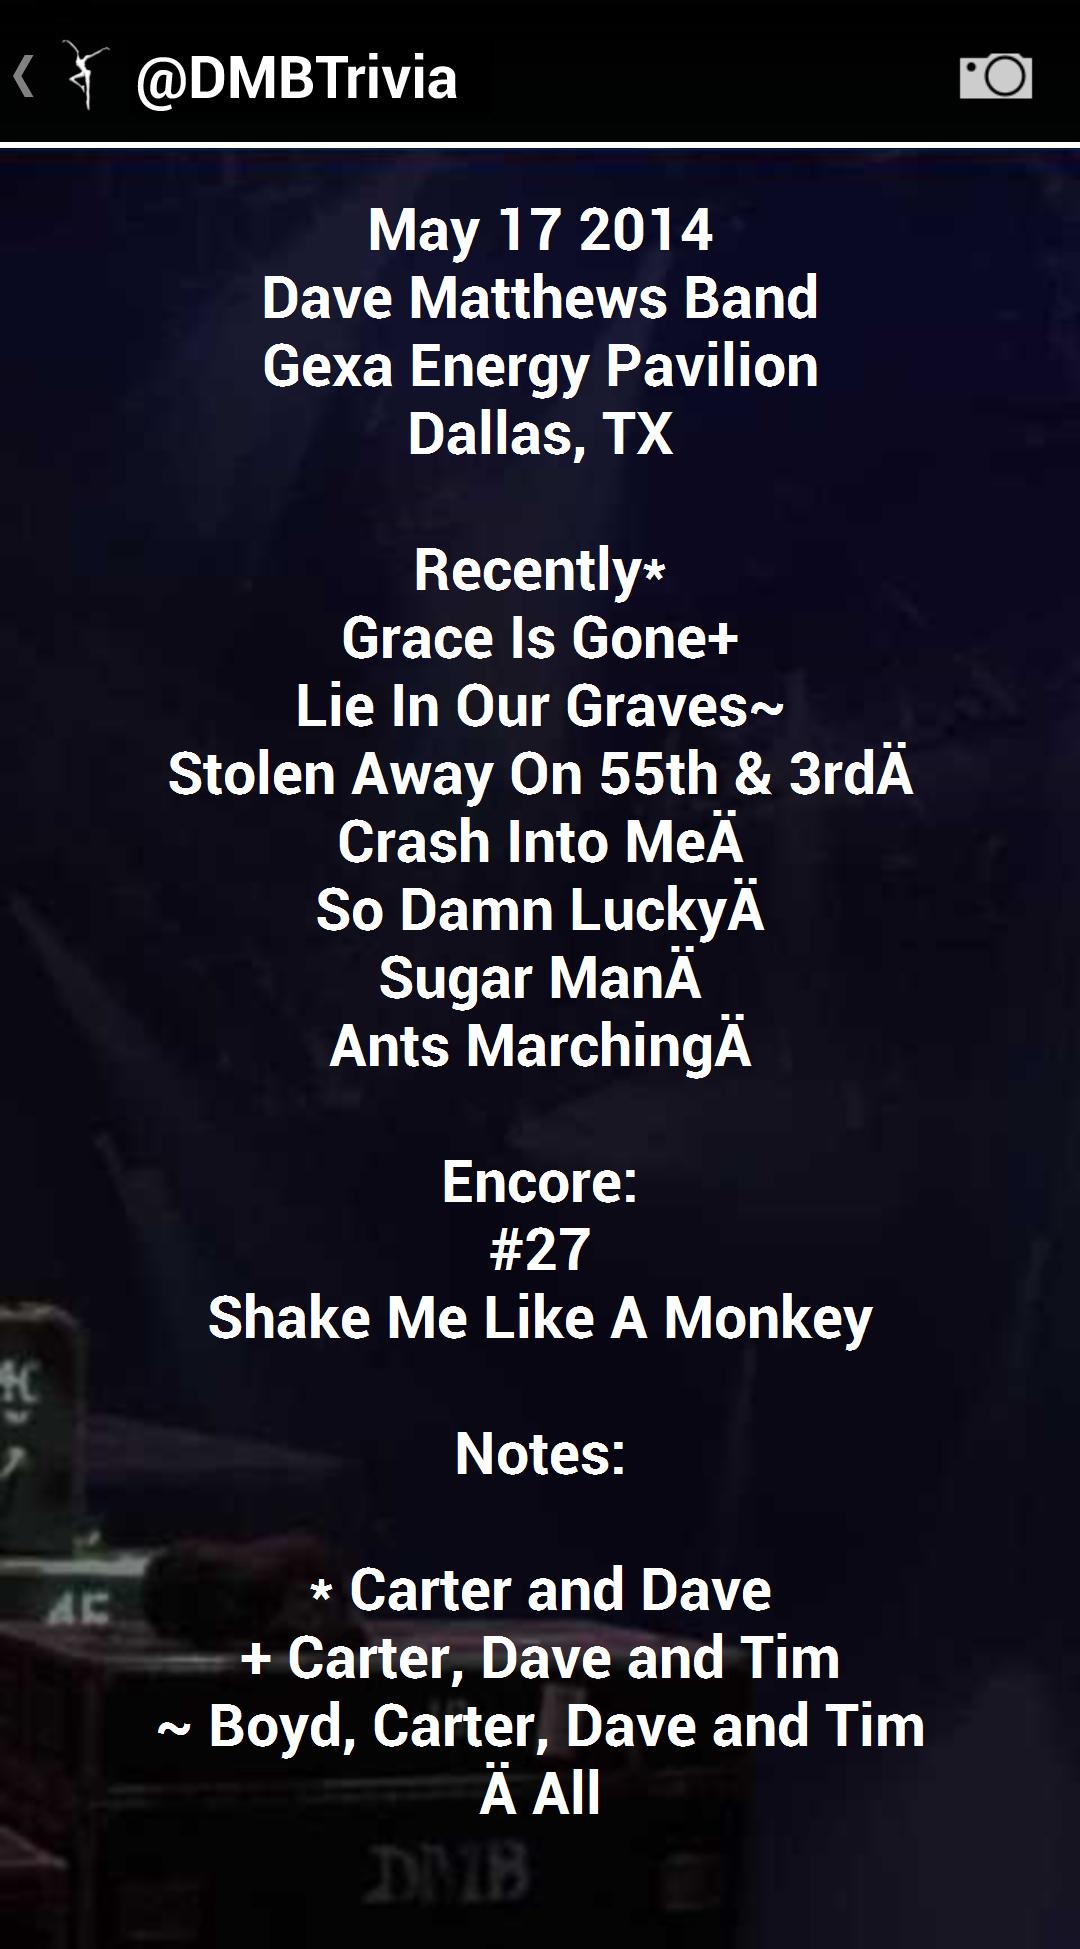 @DMBTrivia
May 17 2014
Dave Matthews Band
Gexa Energy Pavilion
Dallas, TX
Recently*
Grace Is Gone+
Lie In Our Graves~
Stolen Away On 55th & 3rdÄ
Crash Into MeÄ
So Damn LuckyÄ
Sugar ManÄ
Ants MarchingÄ
Encore:
#27
Shake Me Like A Monkey
Notes:
* Carter and Dave
+ Carter, Dave and Tim
~ Boyd, Carter, Dave and Tim
Ä All
DMB